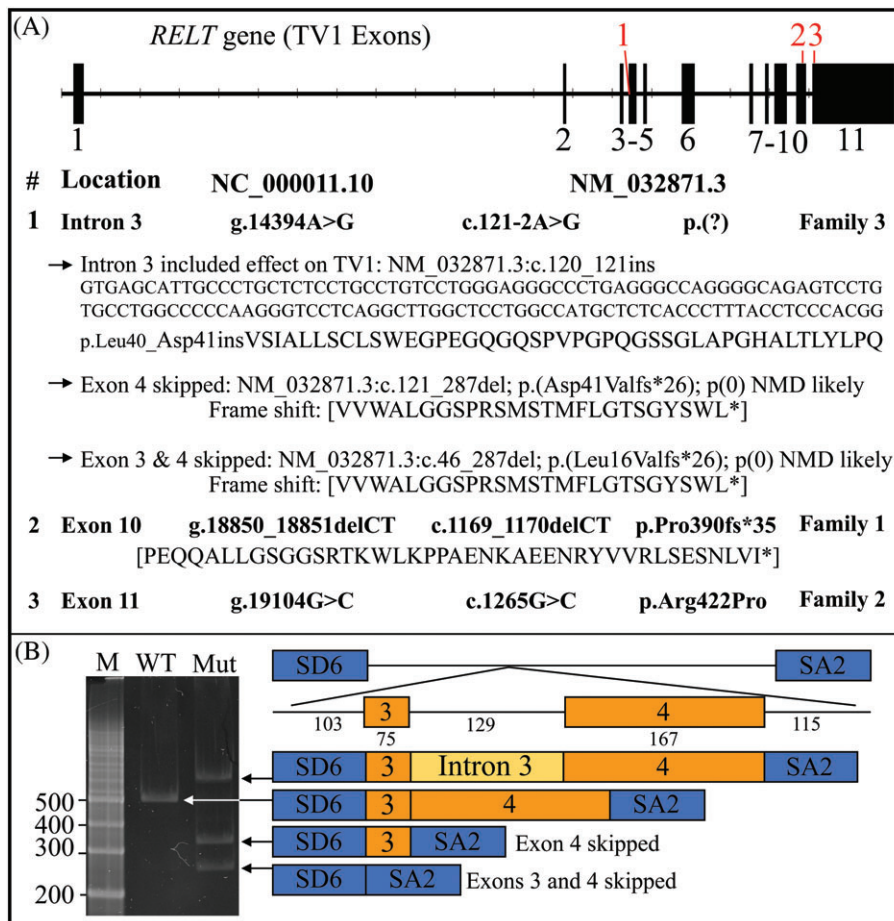 (A)
RELT gene (TV1 Exons)
1 23
1 2 3-5 6 7-10 11
# Location NC_000011.10 NM_032871.3
1 Intron 3 g.14394A>G c.121-2A>G p.(?) Family 3
→ Intron 3 included effect on TV1: NM_032871.3:c.120_121ins
GTGAGCATTGCCCTGCTCTCCTGCCTGTCCTGGGAGGGCCCTGAGGGCCAGGGGCAGAGTCCTG
TGCCTGGCCCCCAAGGGTCCTCAGGCTTGGCTCCTGGCCATGCTCTCACCCTTTACCTCCCACGG
p.Leu40_Asp41insVSIALLSCLSWEGPEGQGQSPVPGPQGSSGLAPGHALTLYLPQ
→ Exon 4 skipped: NM_032871.3:c.121_287del; p.(Asp41Valfs*26); p(0) NMD likely
Frame shift: [VVWALGGSPRSMSTMFLGTSGYSWL*]
→ Exon 3 & 4 skipped: NM_032871.3:c.46_287del; p.(Leu16Valfs*26); p(0) NMD likely
Frame shift: [VVWALGGSPRSMSTMFLGTSGYSWL*]
2 Exon 10 g.18850_18851delCT c.1169_1170delCT p.Pro390fs*35 Family 1
[PEQQALLGSGGSRTKWLKPPAENKAEENRYVVRLSESNLVI*]
3 Exon 11 g.19104G>C c.1265G>C p.Arg422Pro Family 2
(B)
M WT Mut
500
400
300
200
SD6 SA2
3 4
103 75 129 167 115
SD6 3 Intron 3 4 SA2
SD6 3 4 SA2
SD6 3 SA2 Exon 4 skipped
SD6 SA2 Exons 3 and 4 skipped